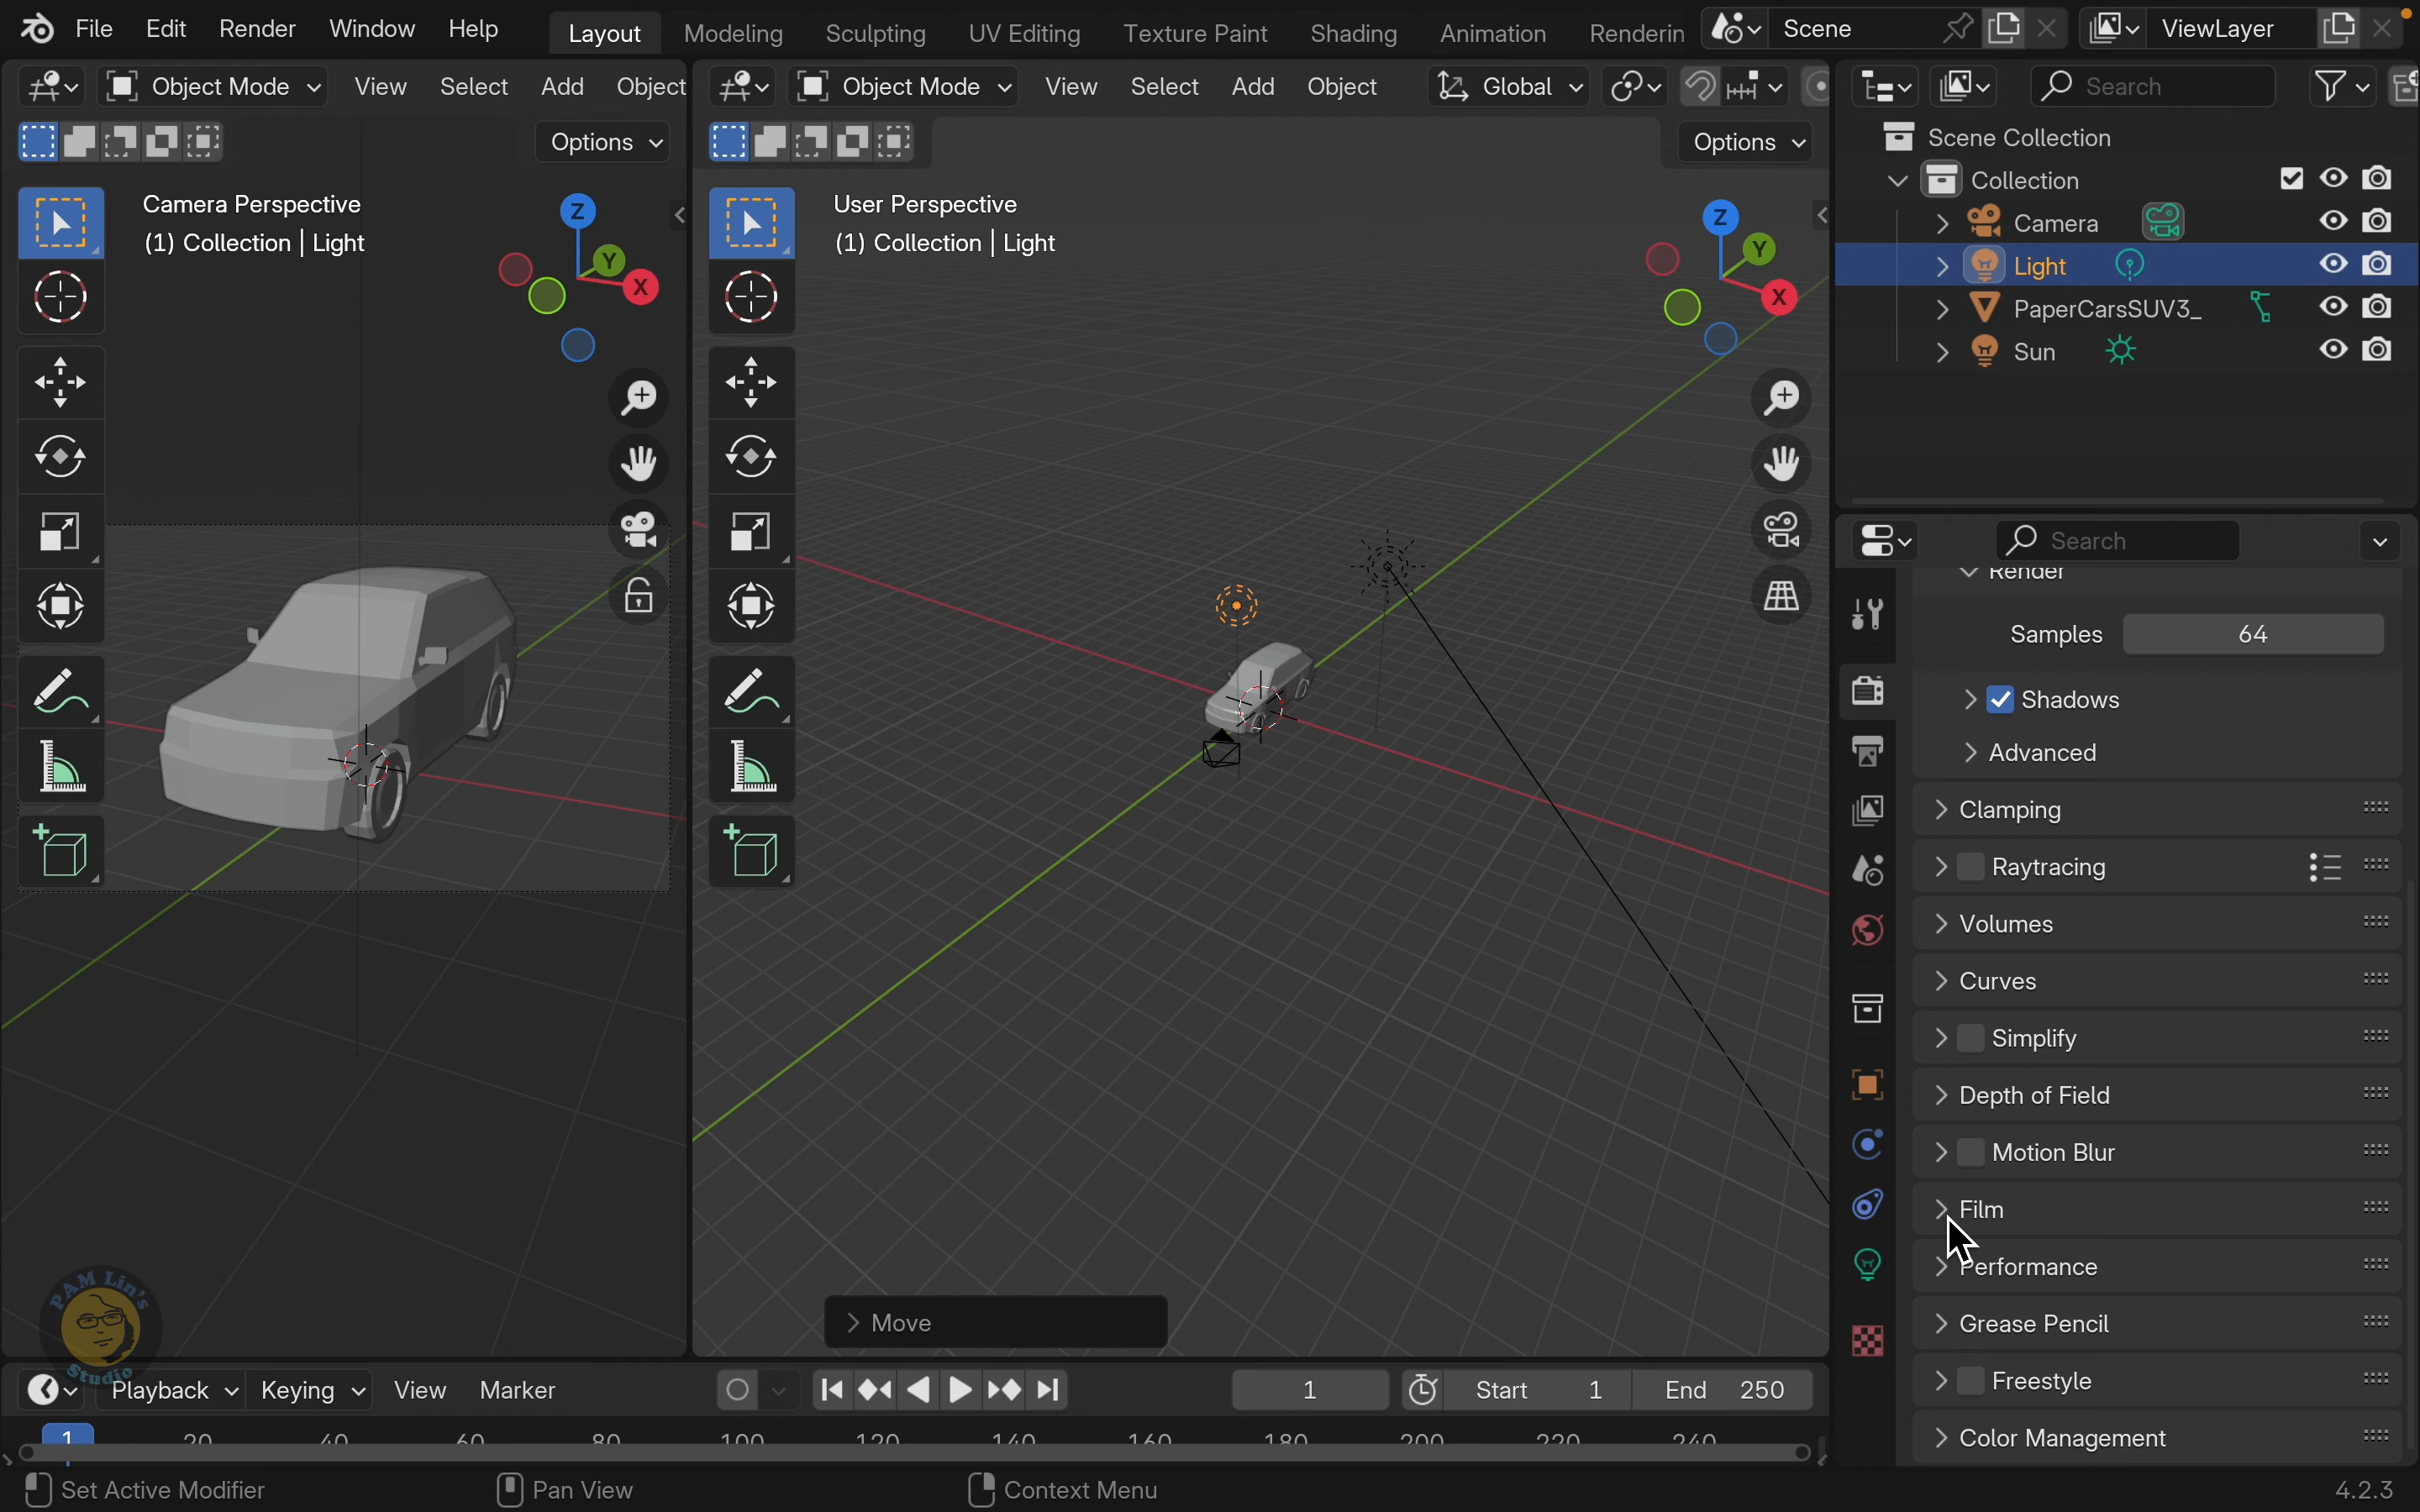 File Edit Render Window Help Layout Modeling Sculpting UV Editing Texture Paint Shading Animation Renderin Scene ViewLayer
Object Mode View Select Add Object
Object Mode View Select Add Object Global
Search
Options
Options
Camera Perspective
(1) Collection | Light
Z
Y
X
User Perspective
(1) Collection | Light
Z
Y
X
Scene Collection
Collection
Camera
Light
PaperCarsSUV3_
Sun
Search
Render
Samples 64
Shadows
Advanced
Clamping
Raytracing
Volumes
Curves
Simplify
Depth of Field
Motion Blur
Film
Performance
Grease Pencil
Freestyle
Color Management
Move
PAM Lin's
Studio
Playback Keying View Marker 1 Start 1 End 250
1 20 40 60 80 100 120 140 160 180 200 220 240
Set Active Modifier Pan View Context Menu 4.2.3